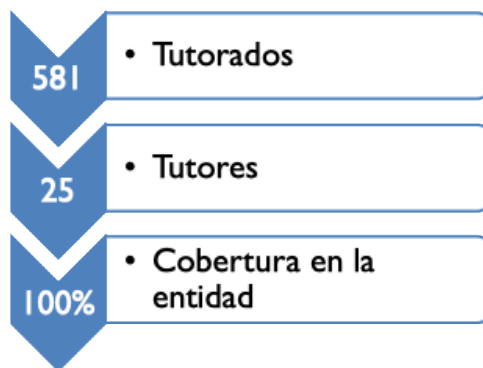 581
• Tutorados
25
• Tutores
100%
• Cobertura en la
entidad